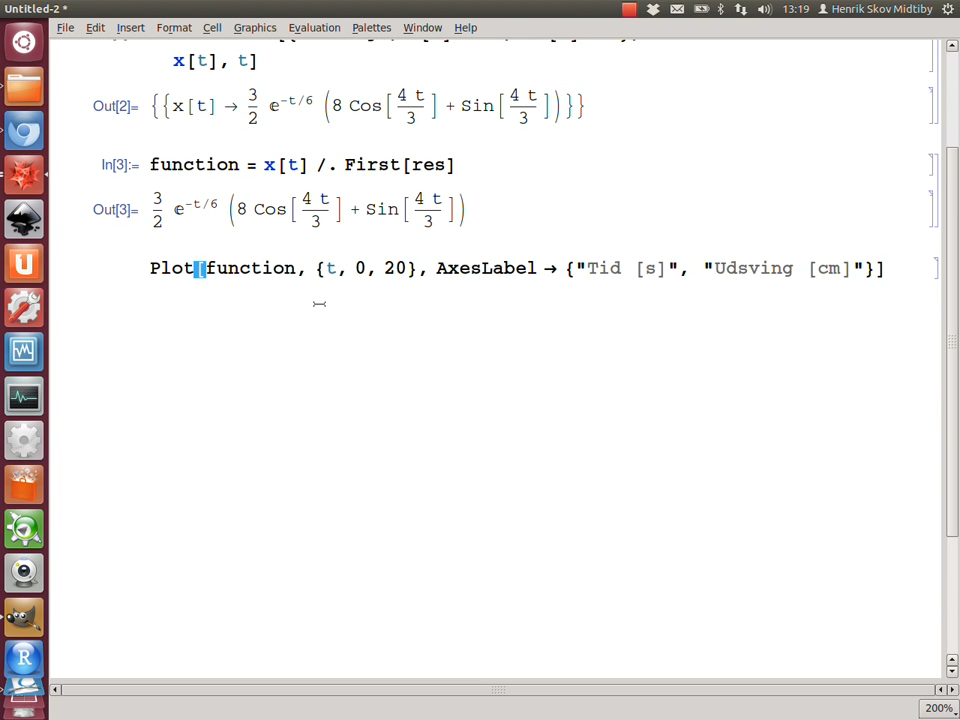 Untitled-2 *
13:19 Henrik Skov Midtiby
File Edit Insert Format Cell Graphics Evaluation Palettes Window Help
x[t], t]
Out[2]= {{x[t] → 3/2 ⅇ^(-t/6) (8 Cos[4 t/3] + Sin[4 t/3])}}
In[3]:= function = x[t] /. First[res]
Out[3]= 3/2 ⅇ^(-t/6) (8 Cos[4 t/3] + Sin[4 t/3])
Plot[function, {t, 0, 20}, AxesLabel → {"Tid [s]", "Udsving [cm]"}]
200%